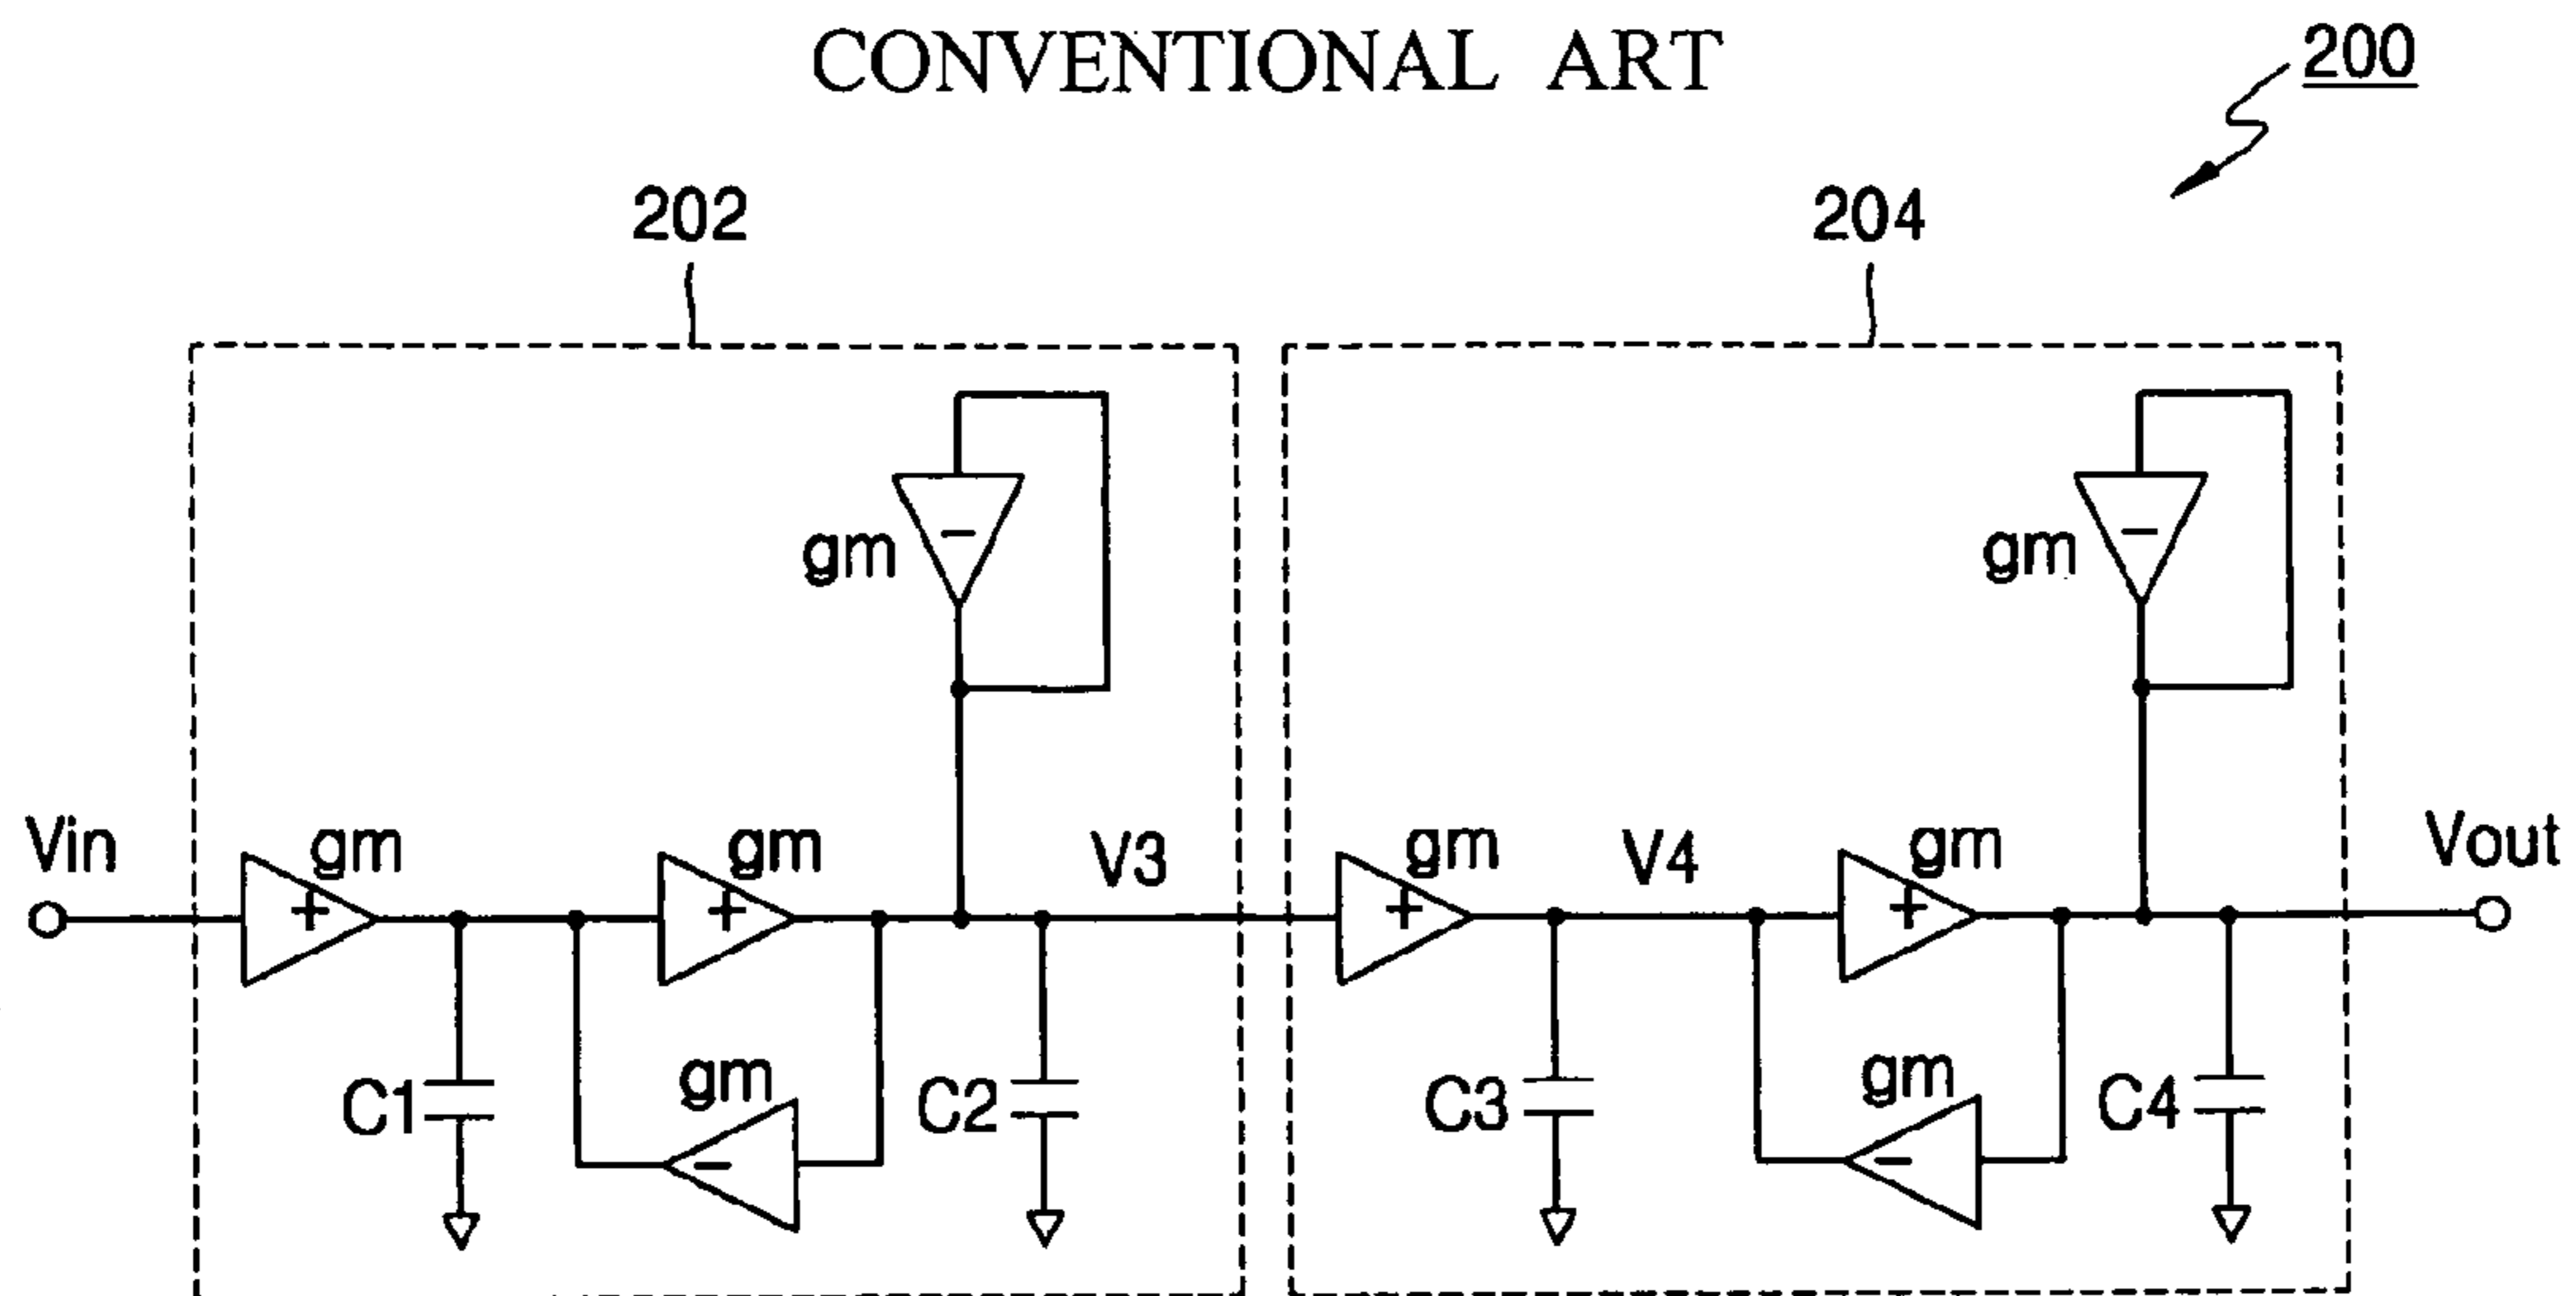 CONVENTIONAL ART
200
202
204
gm
-
gm
-
Vin
gm
+
gm
+
V3
gm
+
V4
gm
+
Vout
C1
gm
-
C2
C3
gm
-
C4